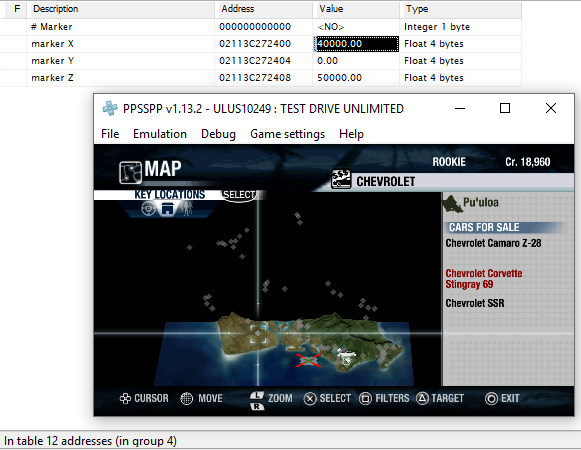 F Description Address Value Type
# Marker 000000000000 <NO> Integer 1 byte
marker X 02113C272400 40000.00 Float 4 bytes
marker Y 02113C272404 0.00 Float 4 bytes
marker Z 02113C272408 50000.00 Float 4 bytes
PPSSPP v1.13.2 - ULUS10249 : TEST DRIVE UNLIMITED
File Emulation Debug Game settings Help
MAP
ROOKIE Cr. 18,960
CHEVROLET
KEY LOCATIONS SELECT
Pu'uloa
CARS FOR SALE
Chevrolet Camaro Z-28
Chevrolet Corvette
Stingray 69
Chevrolet SSR
CURSOR MOVE L R ZOOM SELECT FILTERS TARGET EXIT
In table 12 addresses (in group 4)